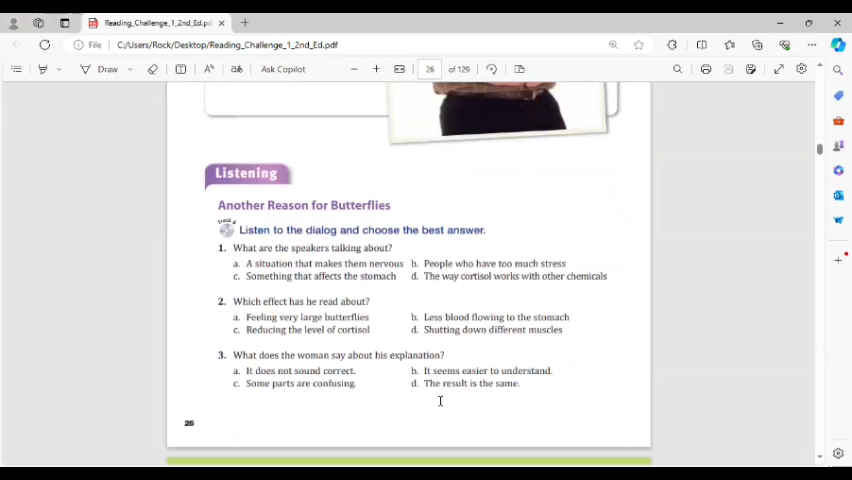 Reading_Challenge_1_2nd_Ed.pdf
File C:/Users/Rock/Desktop/Reading_Challenge_1_2nd_Ed.pdf
Draw Ask Copilot 26 of 129
Listening
Another Reason for Butterflies
Listen to the dialog and choose the best answer.
1. What are the speakers talking about?
a. A situation that makes them nervous b. People who have too much stress
c. Something that affects the stomach d. The way cortisol works with other chemicals
2. Which effect has he read about?
a. Feeling very large butterflies b. Less blood flowing to the stomach
c. Reducing the level of cortisol d. Shutting down different muscles
3. What does the woman say about his explanation?
a. It does not sound correct. b. It seems easier to understand.
c. Some parts are confusing. d. The result is the same.
26